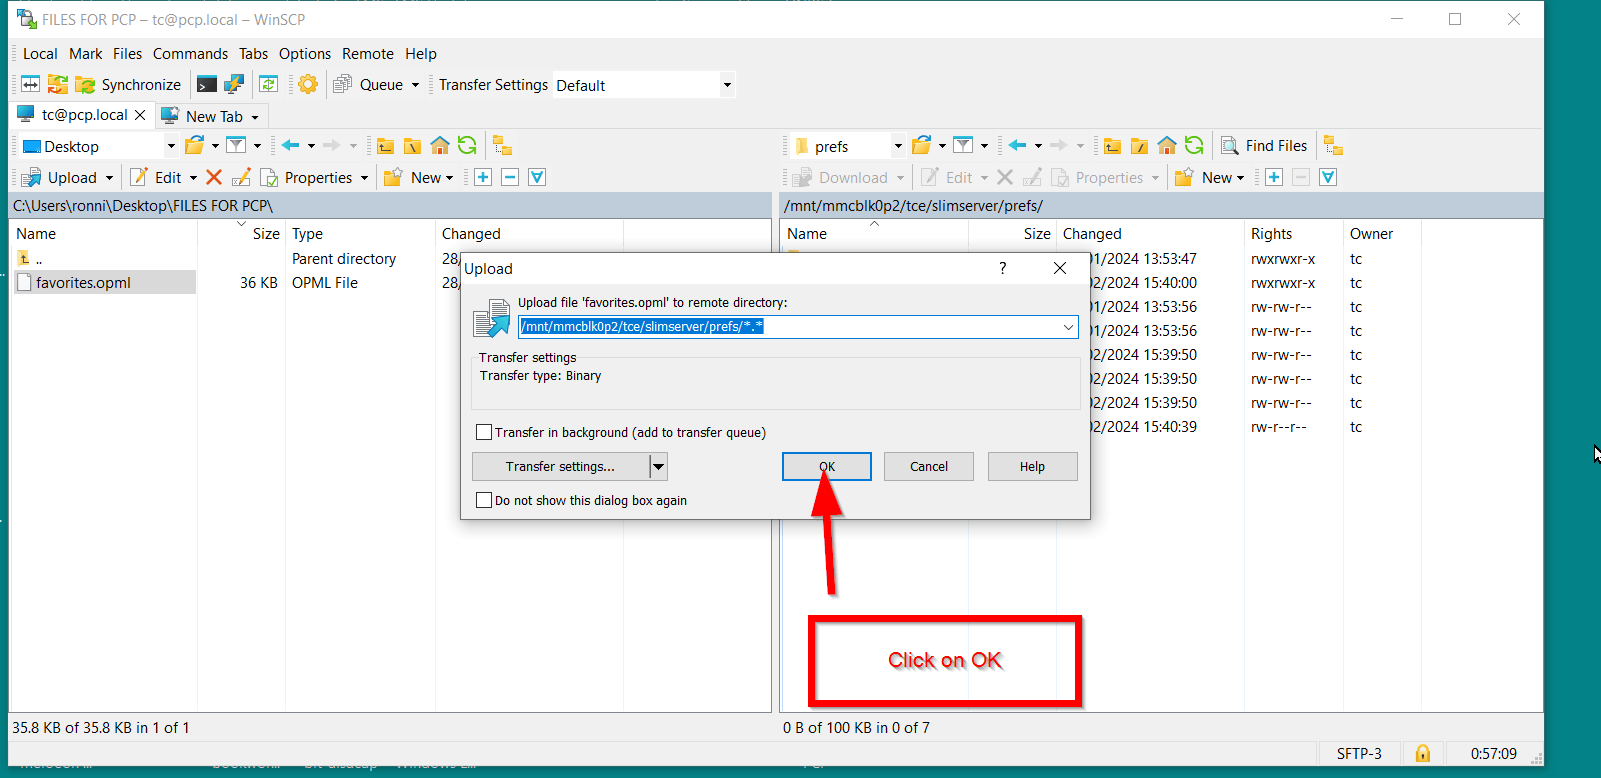 FILES FOR PCP – tc@pcp.local – WinSCP
Local Mark Files Commands Tabs Options Remote Help
Synchronize Queue Transfer Settings Default
tc@pcp.local New Tab
Desktop
Upload Edit Properties New
C:\Users\ronni\Desktop\FILES FOR PCP\
Name Size Type Changed
.. Parent directory 28/
favorites.opml 36 KB OPML File 28/
35.8 KB of 35.8 KB in 1 of 1
prefs Find Files
Download Edit Properties New
/mnt/mmcblk0p2/tce/slimserver/prefs/
Name Size Changed Rights Owner
01/2024 13:53:47 rwxrwxr-x tc
02/2024 15:40:00 rwxrwxr-x tc
01/2024 13:53:56 rw-rw-r-- tc
01/2024 13:53:56 rw-rw-r-- tc
02/2024 15:39:50 rw-rw-r-- tc
02/2024 15:39:50 rw-rw-r-- tc
02/2024 15:39:50 rw-rw-r-- tc
02/2024 15:40:39 rw-r--r-- tc
0 B of 100 KB in 0 of 7
Upload ?
Upload file 'favorites.opml' to remote directory:
/mnt/mmcblk0p2/tce/slimserver/prefs/*.*
Transfer settings
Transfer type: Binary
Transfer in background (add to transfer queue)
Transfer settings... OK Cancel Help
Do not show this dialog box again
Click on OK
SFTP-3 0:57:09